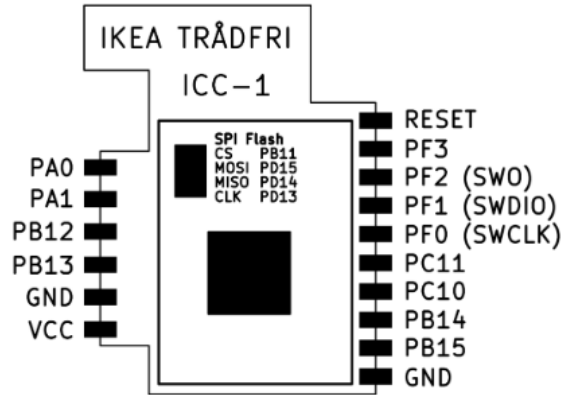 IKEA TRÅDFRI
ICC-1
SPI Flash
CS PB11
MOSI PD15
MISO PD14
CLK PD13
PA0
PA1
PB12
PB13
GND
VCC
RESET
PF3
PF2 (SWO)
PF1 (SWDIO)
PF0 (SWCLK)
PC11
PC10
PB14
PB15
GND